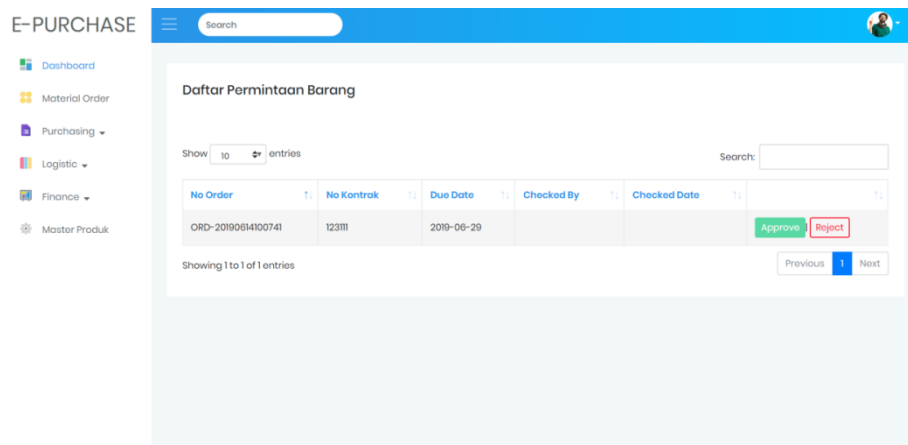 E-PURCHASE
Search
Dashboard
Material Order
Purchasing
Logistic
Finance
Master Produk
Daftar Permintaan Barang
Show 10 entries
Search:
No Order No Kontrak Due Date Checked By Checked Date
ORD-20190614100741 123111 2019-06-29 Approve | Reject
Showing 1 to 1 of 1 entries
Previous 1 Next